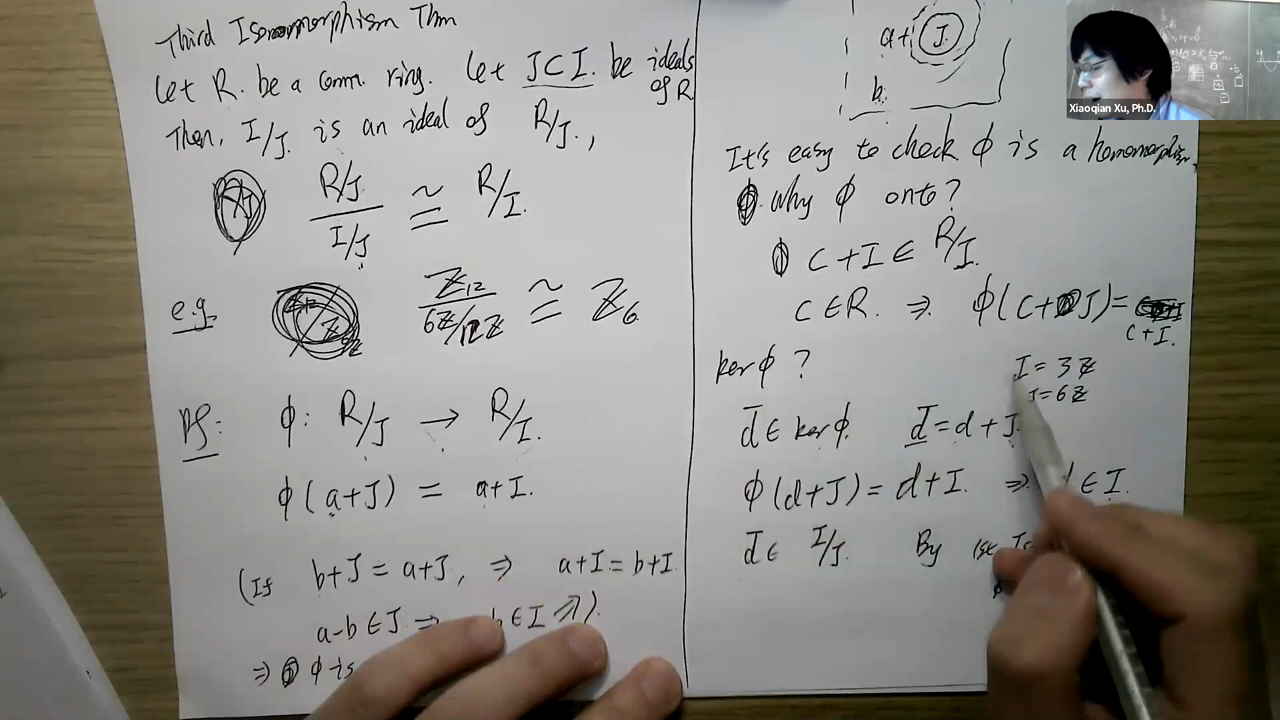 Third Isomorphism Thm
Let R. be a comm. ring. Let J⊂I. be ideals of R
Then, I/J. is an ideal of R/J.,
(R/J)/(I/J) ≃ R/I.
e.g. Z₁₂/(6Z/12Z) ≃ Z₆
Pf: ϕ: R/J → R/I.
ϕ(a+J) = a+I.
(If b+J = a+J, ⇒ a+I = b+I
a-b∈J ⇒ b∈I ⇗).
⇒ ϕ is
a+ J.
b.
It's easy to check ϕ is a homomorphism,
why ϕ onto?
c+I ∈ R/I.
c∈R. ⇒ ϕ(c+J) = c+I.
ker ϕ ?
I = 3Z
J = 6Z
d̄ ∈ ker ϕ. d̄ = d+J.
ϕ(d+J) = d+I. ⇒ d ∈ I.
d̄ ∈ I/J. By 1st
Xiaoqian Xu, Ph.D.